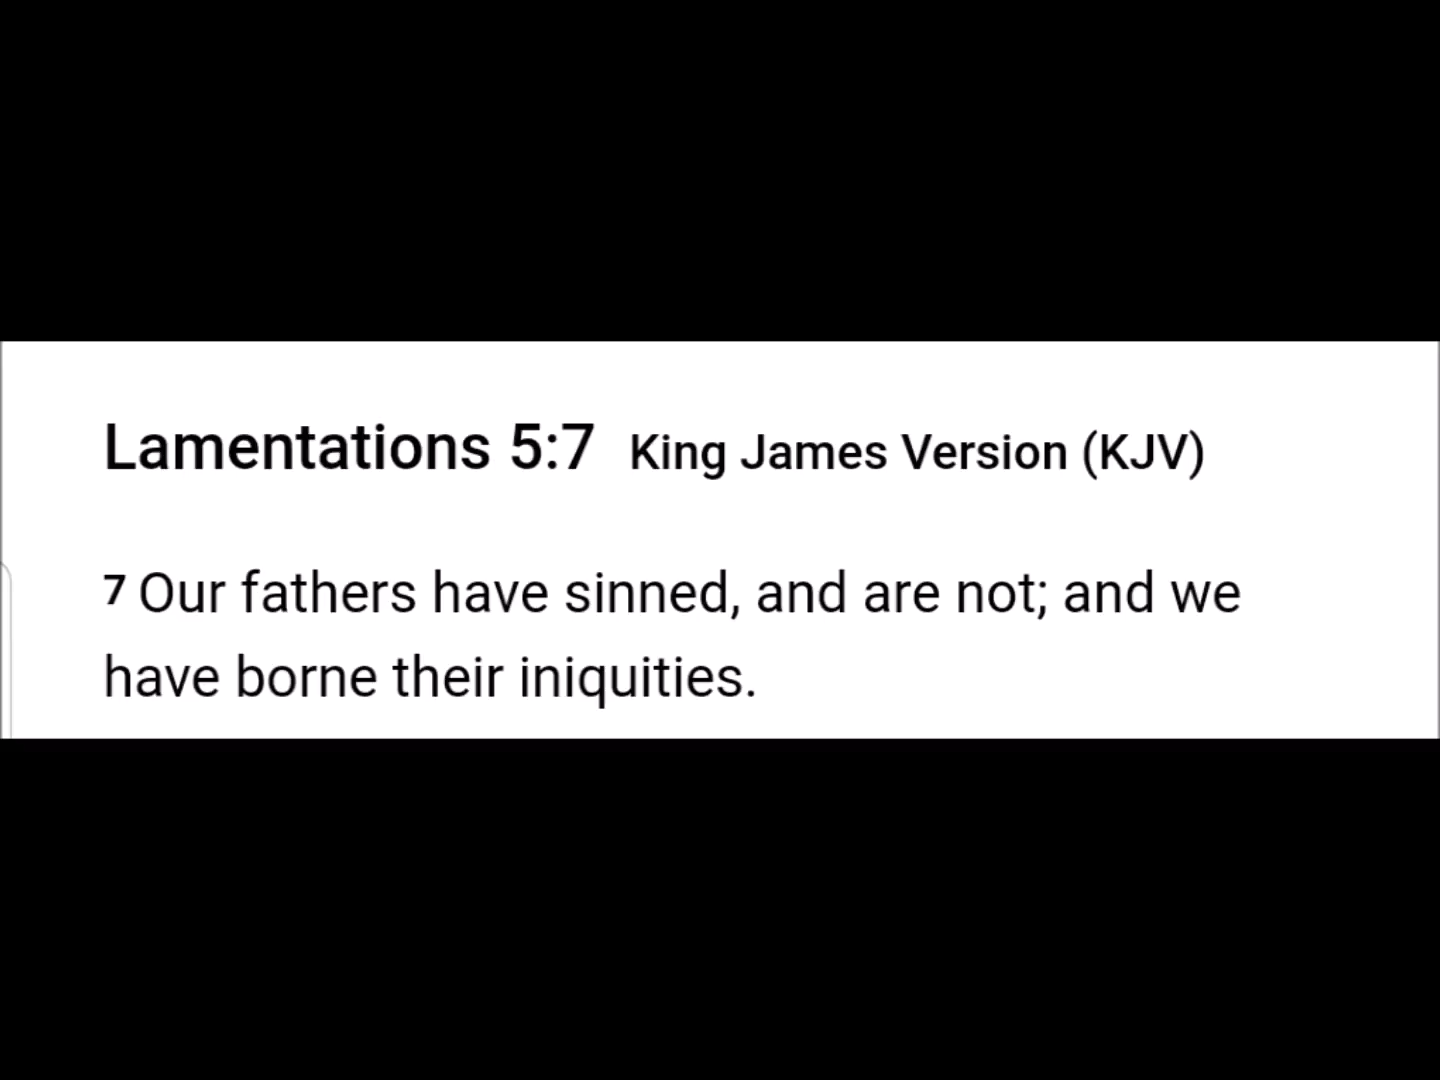 Lamentations 5:7 King James Version (KJV)
7 Our fathers have sinned, and are not; and we
have borne their iniquities.